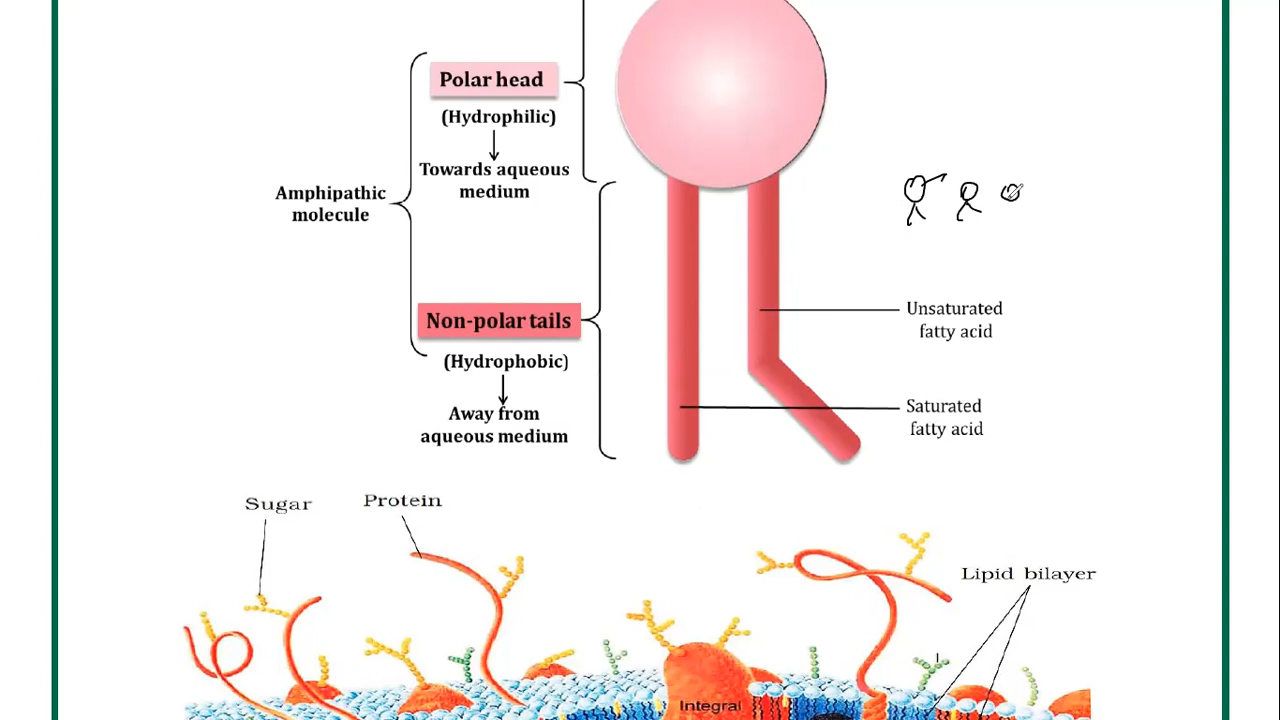 Polar head
(Hydrophilic)
Towards aqueous
medium
Amphipathic
molecule
Non-polar tails
(Hydrophobic)
Away from
aqueous medium
Unsaturated
fatty acid
Saturated
fatty acid
Sugar
Protein
Lipid bilayer
Integral